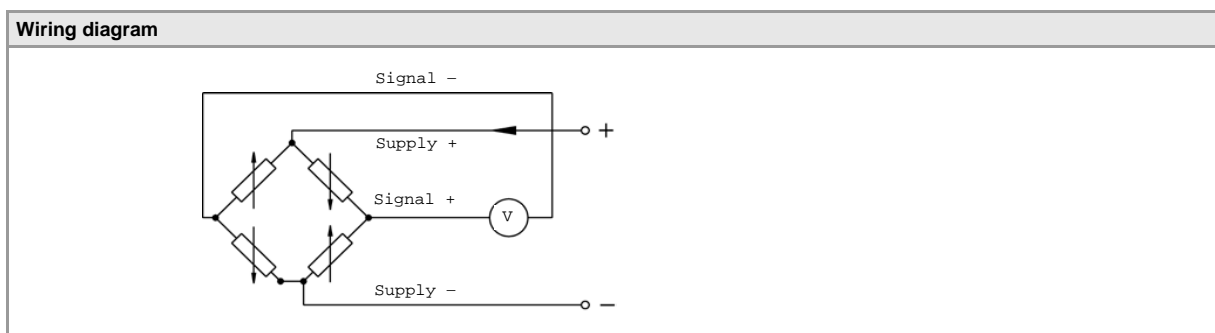 Wiring diagram
Signal −
+
Supply +
Signal +
V
Supply −
−